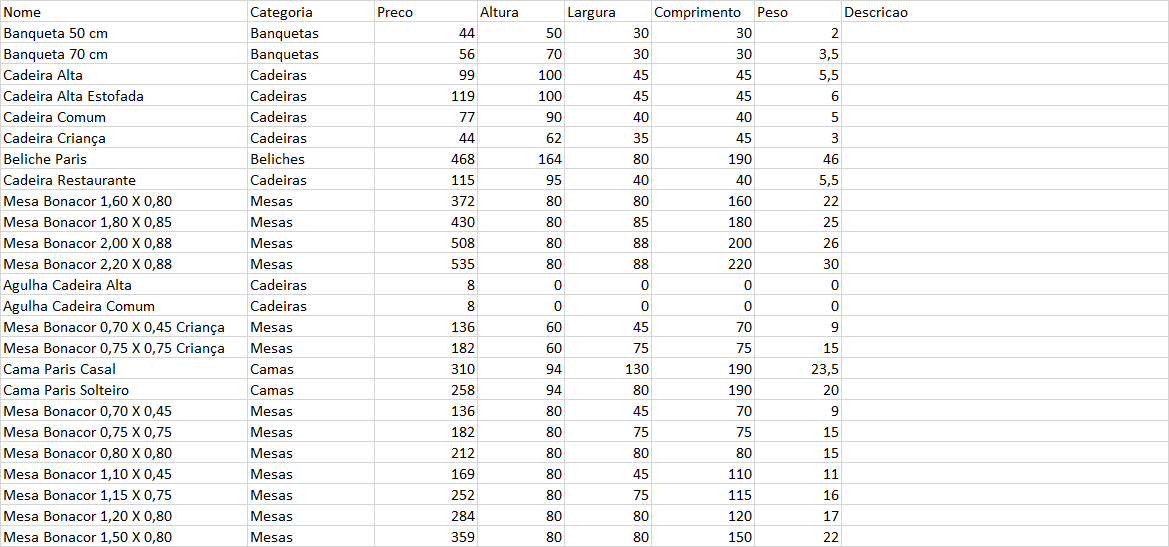 Nome Categoria Preco Altura Largura Comprimento Peso Descricao
Banqueta 50 cm Banquetas 44 50 30 30 2
Banqueta 70 cm Banquetas 56 70 30 30 3,5
Cadeira Alta Cadeiras 99 100 45 45 5,5
Cadeira Alta Estofada Cadeiras 119 100 45 45 6
Cadeira Comum Cadeiras 77 90 40 40 5
Cadeira Criança Cadeiras 44 62 35 45 3
Beliche Paris Beliches 468 164 80 190 46
Cadeira Restaurante Cadeiras 115 95 40 40 5,5
Mesa Bonacor 1,60 X 0,80 Mesas 372 80 80 160 22
Mesa Bonacor 1,80 X 0,85 Mesas 430 80 85 180 25
Mesa Bonacor 2,00 X 0,88 Mesas 508 80 88 200 26
Mesa Bonacor 2,20 X 0,88 Mesas 535 80 88 220 30
Agulha Cadeira Alta Cadeiras 8 0 0 0 0
Agulha Cadeira Comum Cadeiras 8 0 0 0 0
Mesa Bonacor 0,70 X 0,45 Criança Mesas 136 60 45 70 9
Mesa Bonacor 0,75 X 0,75 Criança Mesas 182 60 75 75 15
Cama Paris Casal Camas 310 94 130 190 23,5
Cama Paris Solteiro Camas 258 94 80 190 20
Mesa Bonacor 0,70 X 0,45 Mesas 136 80 45 70 9
Mesa Bonacor 0,75 X 0,75 Mesas 182 80 75 75 15
Mesa Bonacor 0,80 X 0,80 Mesas 212 80 80 80 15
Mesa Bonacor 1,10 X 0,45 Mesas 169 80 45 110 11
Mesa Bonacor 1,15 X 0,75 Mesas 252 80 75 115 16
Mesa Bonacor 1,20 X 0,80 Mesas 284 80 80 120 17
Mesa Bonacor 1,50 X 0,80 Mesas 359 80 80 150 22